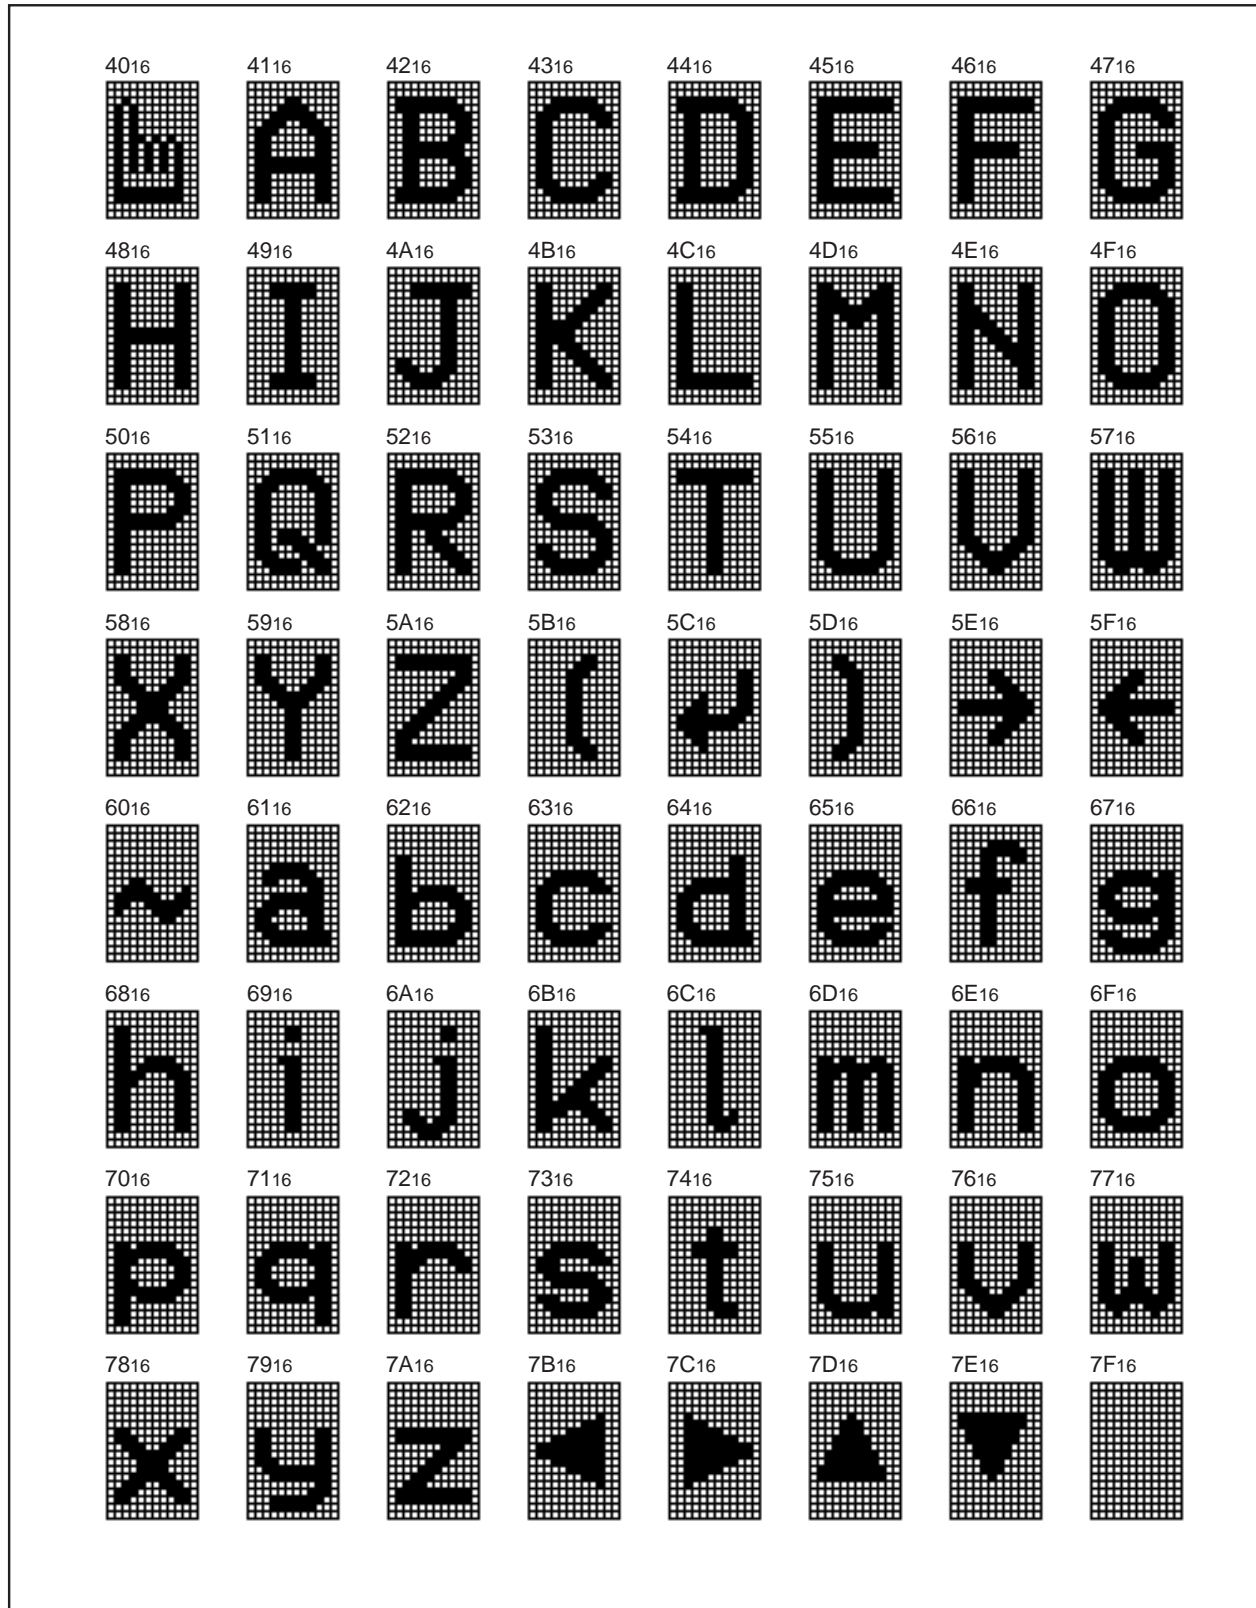 4016 4116 4216 4316 4416 4516 4616 4716
A B C D E F G
4816 4916 4A16 4B16 4C16 4D16 4E16 4F16
H I J K L M N O
5016 5116 5216 5316 5416 5516 5616 5716
P Q R S T U V W
5816 5916 5A16 5B16 5C16 5D16 5E16 5F16
X Y Z ( ↲ ) → ←
6016 6116 6216 6316 6416 6516 6616 6716
~ a b c d e f g
6816 6916 6A16 6B16 6C16 6D16 6E16 6F16
h i j k l m n o
7016 7116 7216 7316 7416 7516 7616 7716
p q r s t u v w
7816 7916 7A16 7B16 7C16 7D16 7E16 7F16
x y z ◀ ▶ ▲ ▼